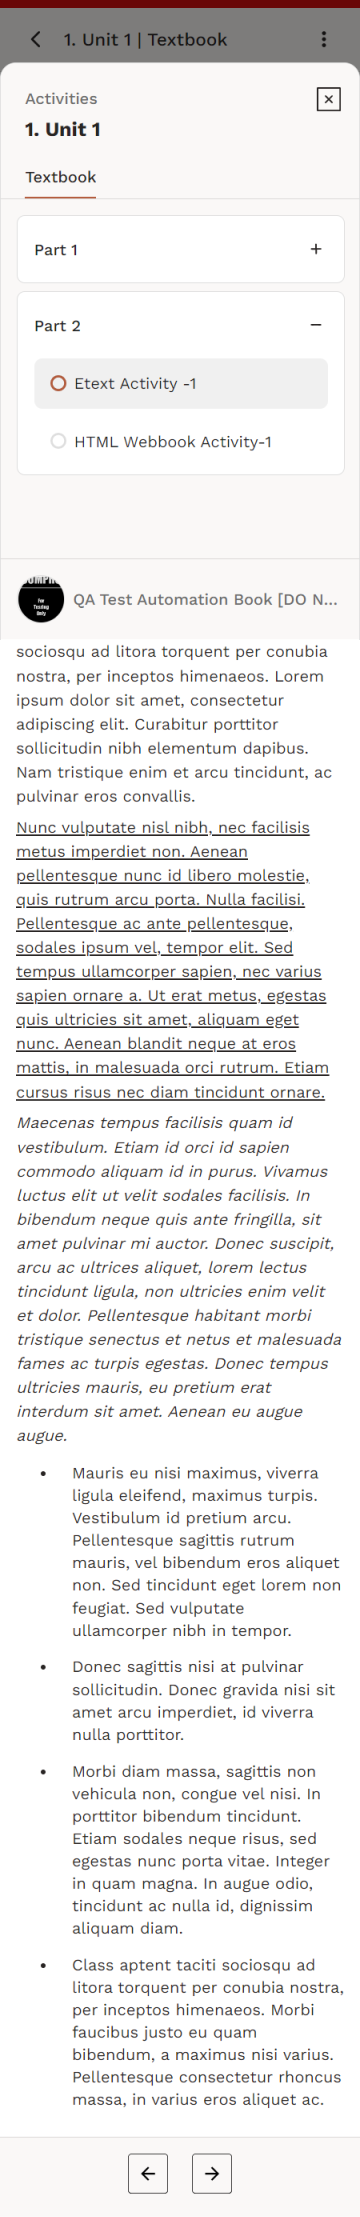 1. Unit 1 | Textbook
Activities
1. Unit 1
Textbook
Part 1
Part 2
Etext Activity -1
HTML Webbook Activity-1
For
Testing
Only
QA Test Automation Book [DO N...
sociosqu ad litora torquent per conubia
nostra, per inceptos himenaeos. Lorem
ipsum dolor sit amet, consectetur
adipiscing elit. Curabitur porttitor
sollicitudin nibh elementum dapibus.
Nam tristique enim et arcu tincidunt, ac
pulvinar eros convallis.
Nunc vulputate nisl nibh, nec facilisis
metus imperdiet non. Aenean
pellentesque nunc id libero molestie,
quis rutrum arcu porta. Nulla facilisi.
Pellentesque ac ante pellentesque,
sodales ipsum vel, tempor elit. Sed
tempus ullamcorper sapien, nec varius
sapien ornare a. Ut erat metus, egestas
quis ultricies sit amet, aliquam eget
nunc. Aenean blandit neque at eros
mattis, in malesuada orci rutrum. Etiam
cursus risus nec diam tincidunt ornare.
Maecenas tempus facilisis quam id
vestibulum. Etiam id orci id sapien
commodo aliquam id in purus. Vivamus
luctus elit ut velit sodales facilisis. In
bibendum neque quis ante fringilla, sit
amet pulvinar mi auctor. Donec suscipit,
arcu ac ultrices aliquet, lorem lectus
tincidunt ligula, non ultricies enim velit
et dolor. Pellentesque habitant morbi
tristique senectus et netus et malesuada
fames ac turpis egestas. Donec tempus
ultricies mauris, eu pretium erat
interdum sit amet. Aenean eu augue
augue.
• Mauris eu nisi maximus, viverra
ligula eleifend, maximus turpis.
Vestibulum id pretium arcu.
Pellentesque sagittis rutrum
mauris, vel bibendum eros aliquet
non. Sed tincidunt eget lorem non
feugiat. Sed vulputate
ullamcorper nibh in tempor.
• Donec sagittis nisi at pulvinar
sollicitudin. Donec gravida nisi sit
amet arcu imperdiet, id viverra
nulla porttitor.
• Morbi diam massa, sagittis non
vehicula non, congue vel nisi. In
porttitor bibendum tincidunt.
Etiam sodales neque risus, sed
egestas nunc porta vitae. Integer
in quam magna. In augue odio,
tincidunt ac nulla id, dignissim
aliquam diam.
• Class aptent taciti sociosqu ad
litora torquent per conubia nostra,
per inceptos himenaeos. Morbi
faucibus justo eu quam
bibendum, a maximus nisi varius.
Pellentesque consectetur rhoncus
massa, in varius eros aliquet ac.